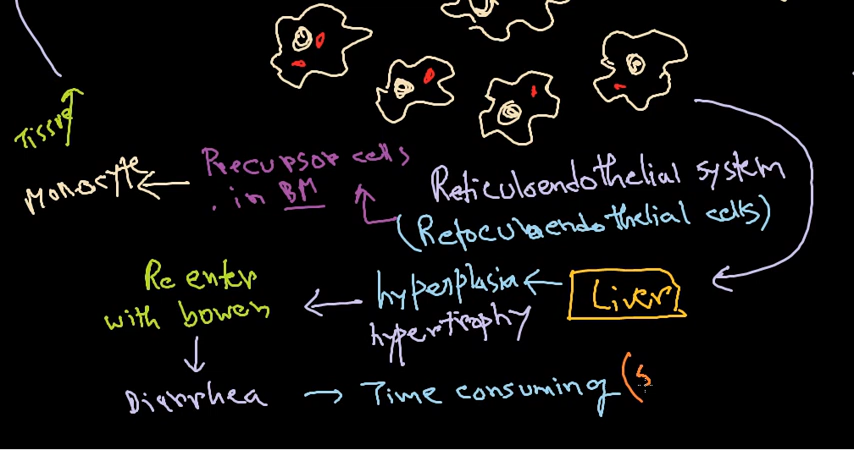 Tissue
Precursor cells
in BM
Monocyte
Reticuloendothelial system
(Retoculoendothelial cells)
Re enter
with bowen
hyperplasia
hypertrophy
Liver
Diarrhea
Time consuming (5